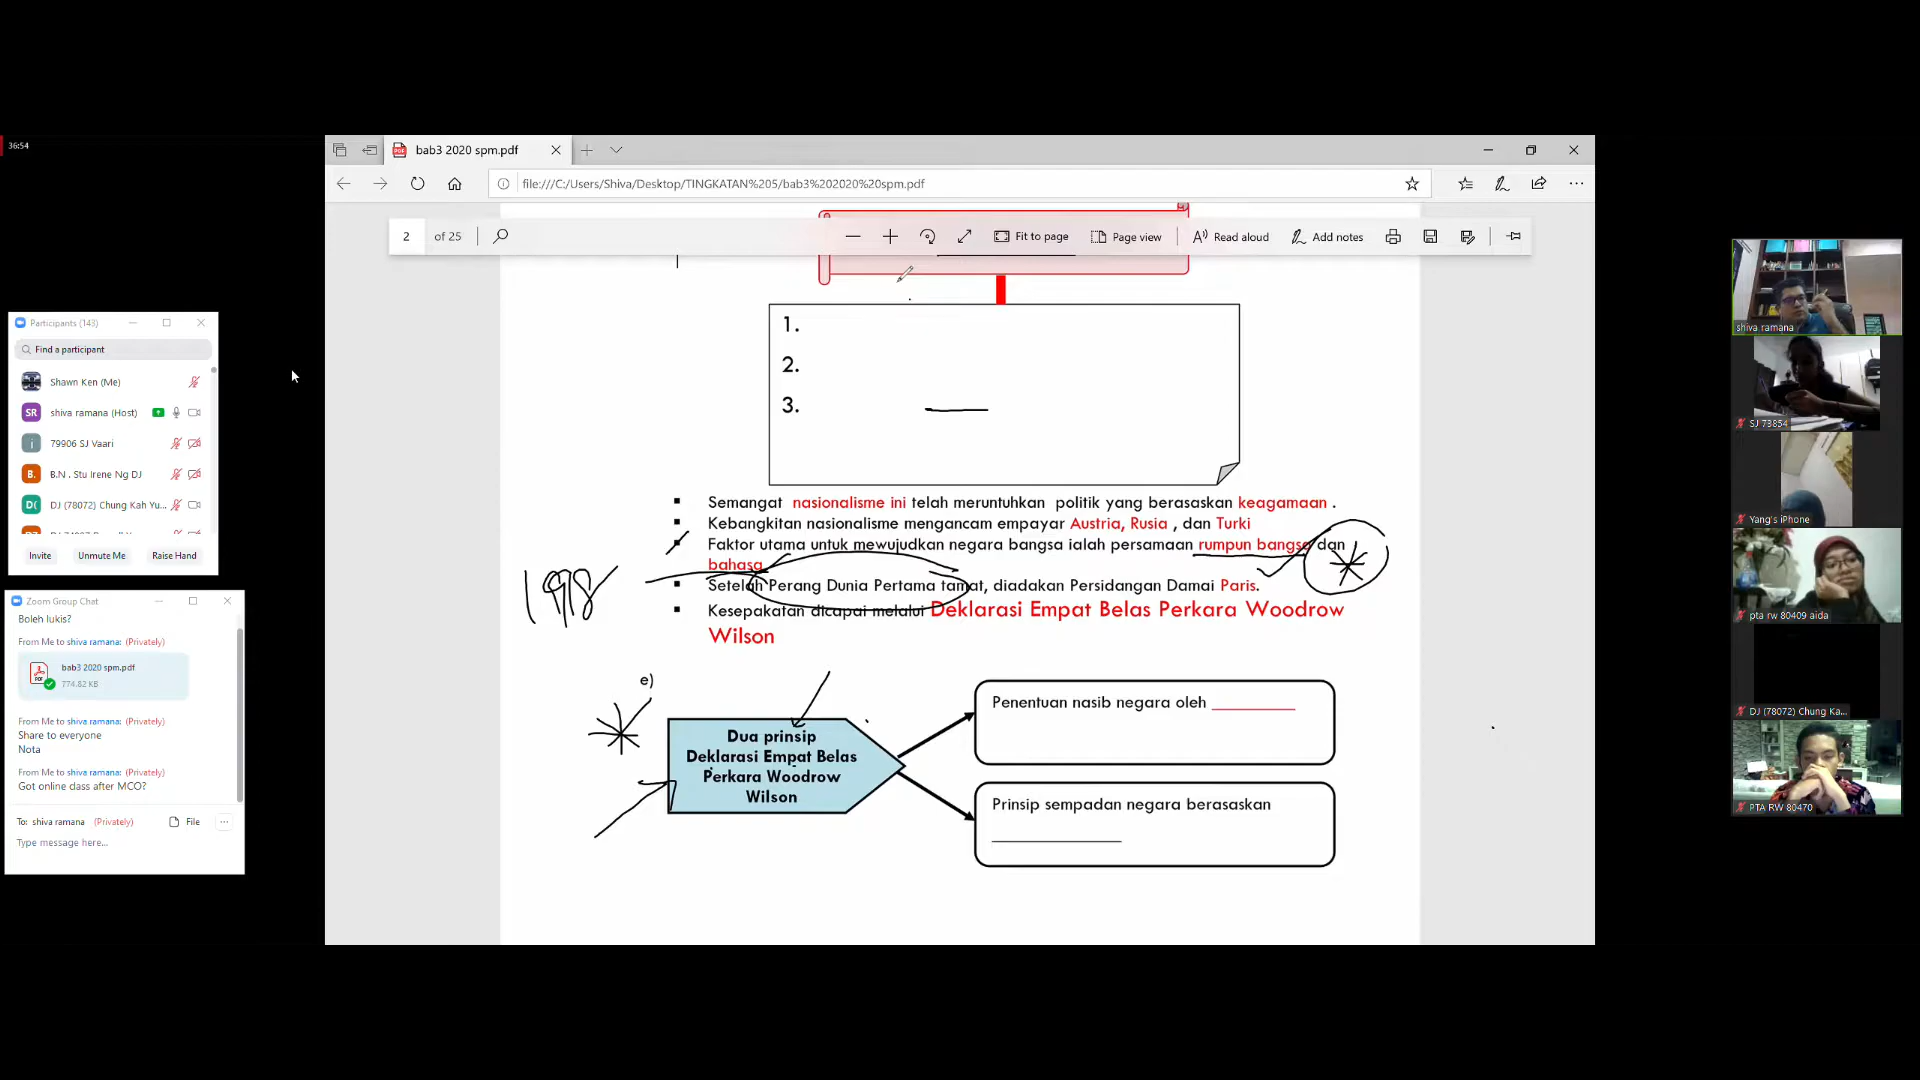 36:54
bab3 2020 spm.pdf
file:///C:/Users/Shiva/Desktop/TINGKATAN%205/bab3%202020%20spm.pdf
2 of 25
Fit to page
Page view
Read aloud
Add notes
1.
2.
3.
Semangat nasionalisme ini telah meruntuhkan politik yang berasaskan keagamaan .
Kebangkitan nasionalisme mengancam empayar Austria, Rusia , dan Turki
Faktor utama untuk mewujudkan negara bangsa ialah persamaan rumpun bangsa dan
bahasa
Setelah Perang Dunia Pertama tamat, diadakan Persidangan Damai Paris.
Kesepakatan dicapai melalui Deklarasi Empat Belas Perkara Woodrow
Wilson
1918
e)
Dua prinsip
Deklarasi Empat Belas
Perkara Woodrow
Wilson
Penentuan nasib negara oleh
Prinsip sempadan negara berasaskan
Participants (143)
Find a participant
Shawn Ken (Me)
SR shiva ramana (Host)
i 79906 SJ Vaari
B. B.N . Stu Irene Ng DJ
D( DJ (78072) Chung Kah Yu...
Invite
Unmute Me
Raise Hand
Zoom Group Chat
Boleh lukis?
From Me to shiva ramana: (Privately)
bab3 2020 spm.pdf
774.82 KB
From Me to shiva ramana: (Privately)
Share to everyone
Nota
From Me to shiva ramana: (Privately)
Got online class after MCO?
To: shiva ramana (Privately)
File
Type message here...
shiva ramana
SJ 73854
Yang's iPhone
pta rw 80409 aida
DJ (78072) Chung Ka...
PTA RW 80470